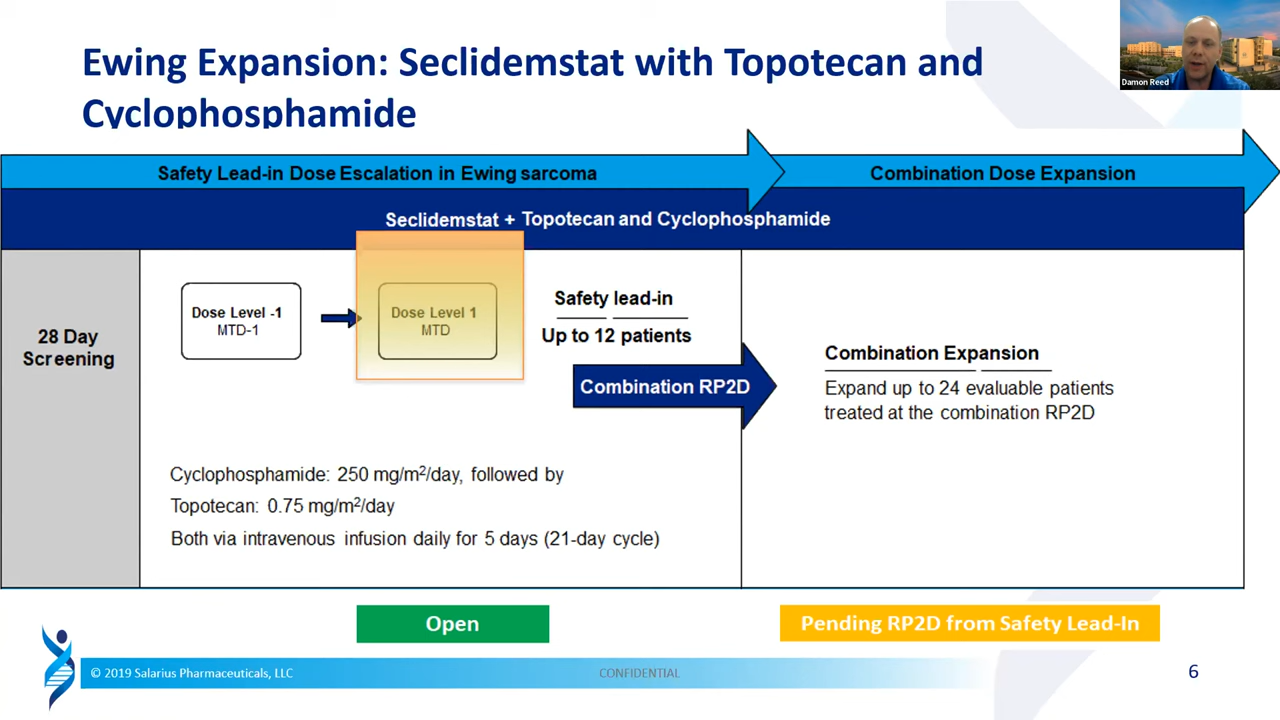 Ewing Expansion: Seclidemstat with Topotecan and
Cyclophosphamide
Damon Reed
Safety Lead-in Dose Escalation in Ewing sarcoma
Combination Dose Expansion
Seclidemstat + Topotecan and Cyclophosphamide
28 Day
Screening
Dose Level -1
MTD-1
Dose Level 1
MTD
Safety lead-in
Up to 12 patients
Combination RP2D
Combination Expansion
Expand up to 24 evaluable patients
treated at the combination RP2D
Cyclophosphamide: 250 mg/m²/day, followed by
Topotecan: 0.75 mg/m²/day
Both via intravenous infusion daily for 5 days (21-day cycle)
Open
Pending RP2D from Safety Lead-In
© 2019 Salarius Pharmaceuticals, LLC
CONFIDENTIAL
6